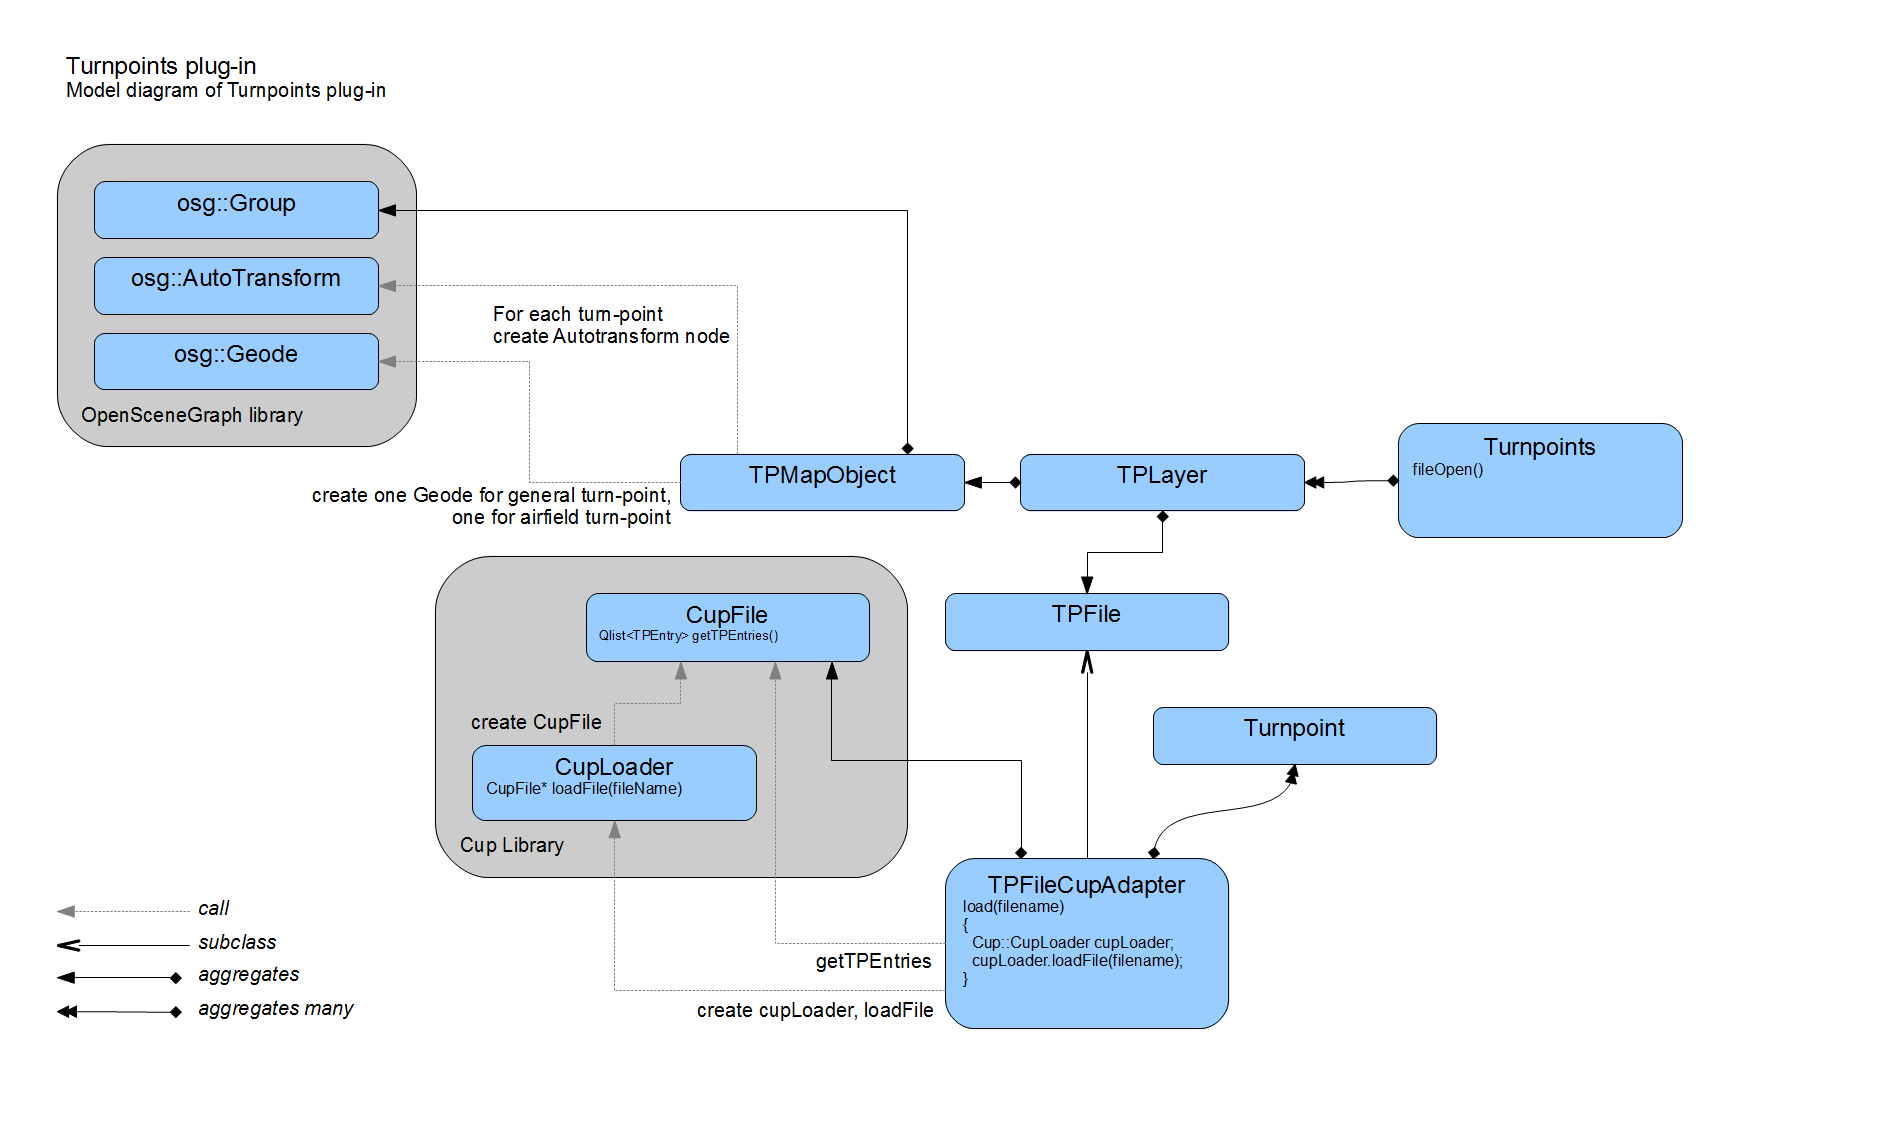 Turnpoints plug-in
Model diagram of Turnpoints plug-in
osg::Group
osg::AutoTransform
osg::Geode
OpenSceneGraph library
For each turn-point
create Autotransform node
create one Geode for general turn-point,
one for airfield turn-point
TPMapObject
TPLayer
Turnpoints
fileOpen()
CupFile
Qlist<TPEntry> getTPEntries()
TPFile
create CupFile
CupLoader
CupFile* loadFile(fileName)
Cup Library
Turnpoint
TPFileCupAdapter
load(filename)
{
Cup::CupLoader cupLoader;
cupLoader.loadFile(filename);
}
getTPEntries
create cupLoader, loadFile
call
subclass
aggregates
aggregates many